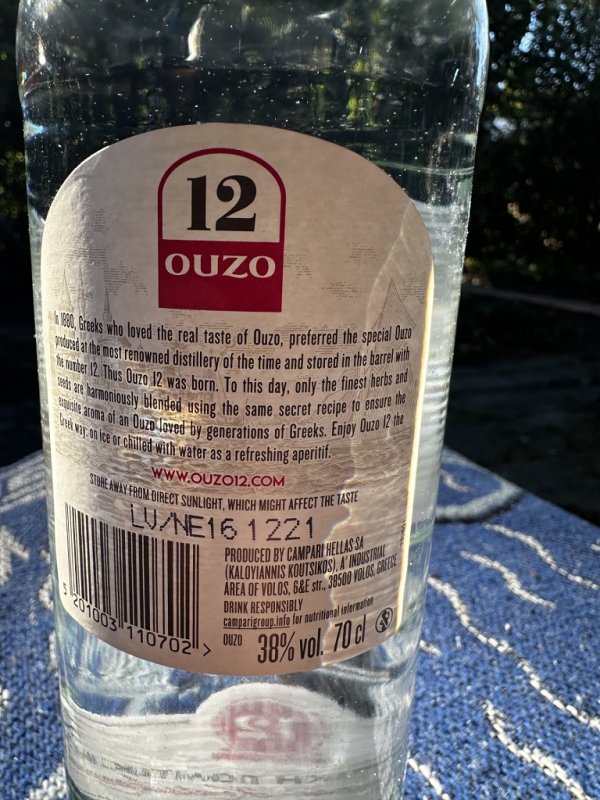 12
OUZO
In 1880, Greeks who loved the real taste of Ouzo, preferred the special Ouzo
produced at the most renowned distillery of the time and stored in the barrel with
the number 12. Thus Ouzo 12 was born. To this day, only the finest herbs and
seeds are harmoniously blended using the same secret recipe to ensure the
exquisite aroma of an Ouzo loved by generations of Greeks. Enjoy Ouzo 12 the
Greek way: on ice or chilled with water as a refreshing aperitif.
WWW.OUZO12.COM
STORE AWAY FROM DIRECT SUNLIGHT, WHICH MIGHT AFFECT THE TASTE
LV/NE16 1221
PRODUCED BY CAMPARI HELLAS SA
(KALOYIANNIS KOUTSIKOS), A' INDUSTRIAL
AREA OF VOLOS, 6&E str., 38500 VOLOS, GREECE
DRINK RESPONSIBLY
camparigroup.info for nutritional information
OUZO 38% vol. 70 cl
5 201003 110702 >
12